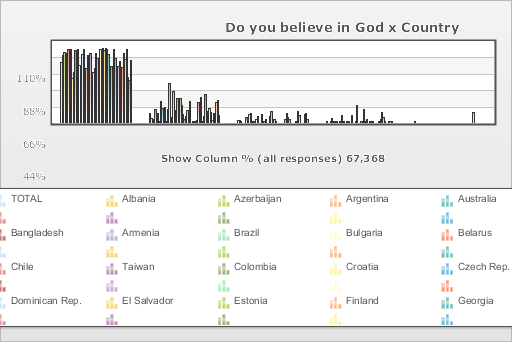 Do you believe in God x Country
110%
88%
66%
44%
Show Column % (all responses) 67,368
TOTAL Albania Azerbaijan Argentina Australia
Bangladesh Armenia Brazil Bulgaria Belarus
Chile Taiwan Colombia Croatia Czech Rep.
Dominican Rep. El Salvador Estonia Finland Georgia